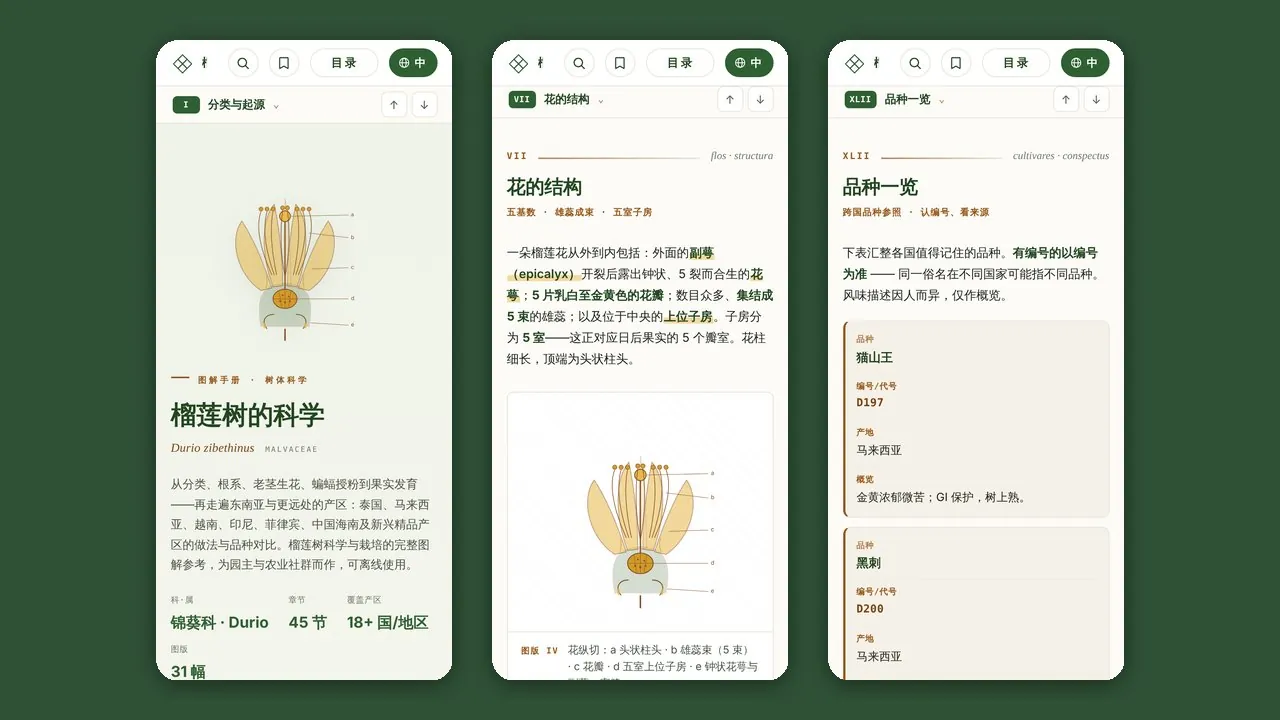 目录
中
I
分类与起源
a
b
c
d
e
图解手册 · 树体科学
榴莲树的科学
Durio zibethinus MALVACEAE
从分类、根系、老茎生花、蝙蝠授粉到果实发育
——再走遍东南亚与更远处的产区：泰国、马来西
亚、越南、印尼、菲律宾、中国海南及新兴精品产
区的做法与品种对比。榴莲树科学与栽培的完整图
解参考，为园主与农业社群而作，可离线使用。
科·属
锦葵科 · Durio
章节
45 节
覆盖产区
18+ 国/地区
图版
31 幅
目录
中
VII
花的结构
VII
flos · structura
花的结构
五基数 · 雄蕊成束 · 五室子房
一朵榴莲花从外到内包括：外面的副萼
（epicalyx）开裂后露出钟状、5 裂而合生的花
萼；5 片乳白至金黄色的花瓣；数目众多、集结成
5 束的雄蕊；以及位于中央的上位子房。子房分
为 5 室——这正对应日后果实的 5 个瓣室。花柱
细长，顶端为头状柱头。
a
b
c
d
e
图版 IV
花纵切：a 头状柱头 · b 雄蕊束（5 束）
· c 花瓣 · d 五室上位子房 · e 钟状花萼与
目录
中
XLII
品种一览
XLII
cultivares · conspectus
品种一览
跨国品种参照 · 认编号、看来源
下表汇整各国值得记住的品种。有编号的以编号
为准 —— 同一俗名在不同国家可能指不同品种。
风味描述因人而异，仅作概览。
品种
猫山王
编号/代号
D197
产地
马来西亚
概览
金黄浓郁微苦；GI 保护，树上熟。
品种
黑刺
编号/代号
D200
产地
马来西亚